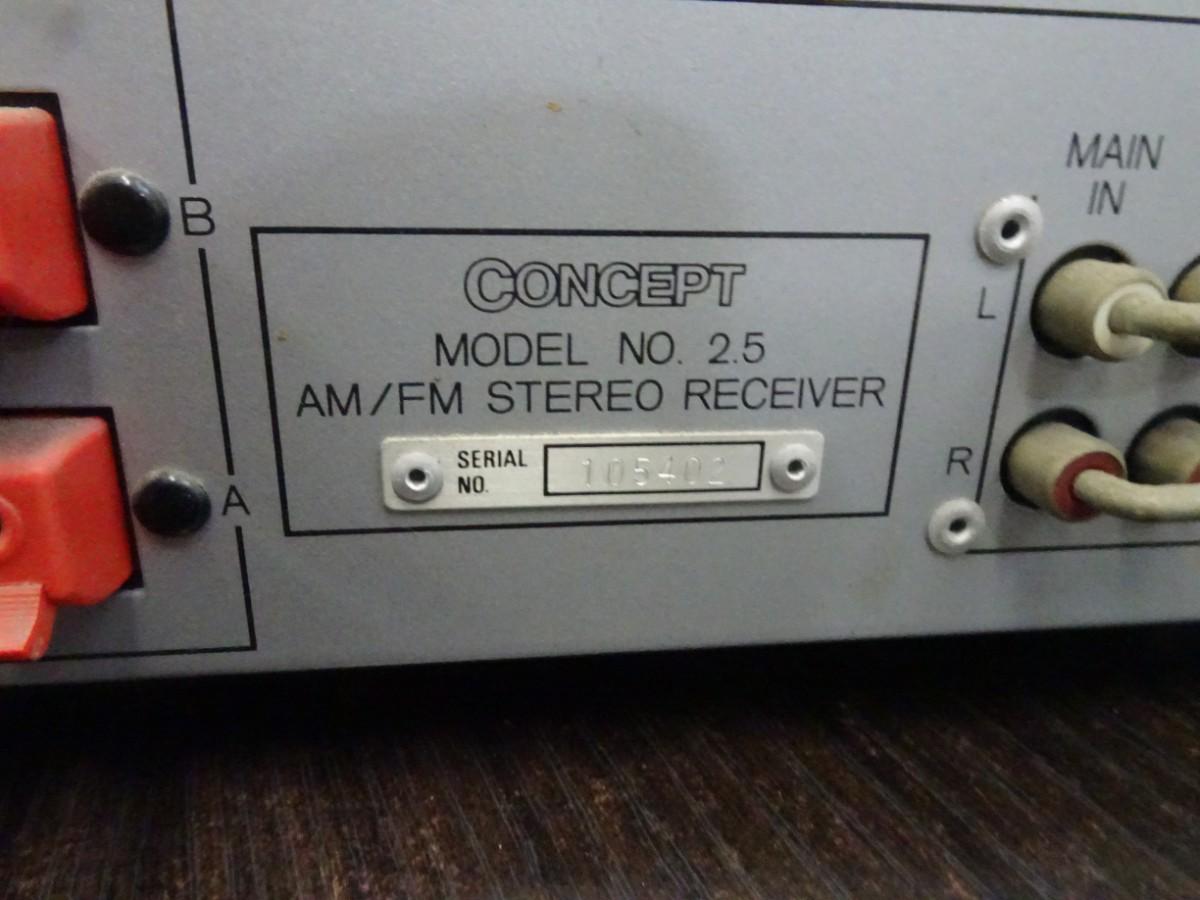 MAIN
IN
B
CONCEPT
L
MODEL NO. 2.5
AM/FM STEREO RECEIVER
R
SERIAL
NO.
105402
A